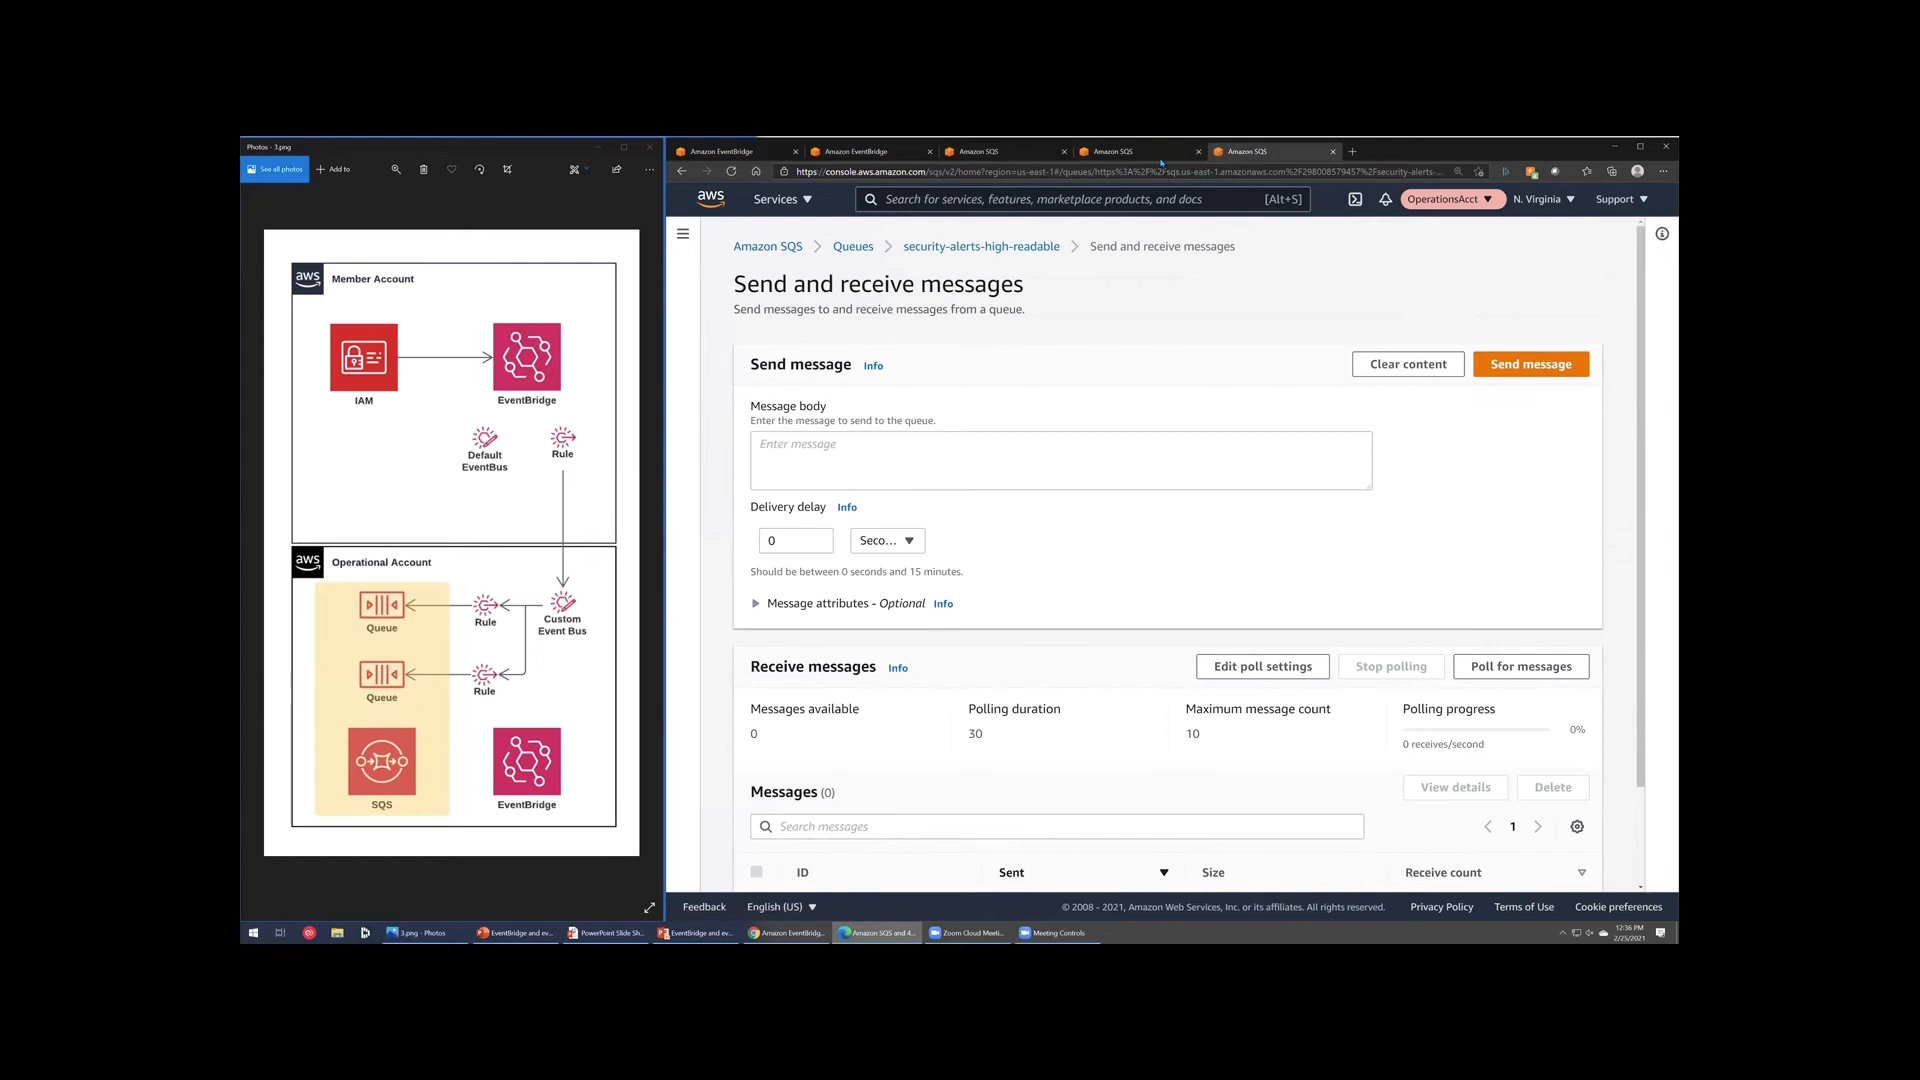 Photos - 3.png
See all photos
Add to
aws
Member Account
IAM
EventBridge
Default
EventBus
Rule
aws
Operational Account
Queue
Rule
Custom
Event Bus
Queue
Rule
SQS
EventBridge
Amazon EventBridge
Amazon EventBridge
Amazon SQS
Amazon SQS
Amazon SQS
https://console.aws.amazon.com/sqs/v2/home?region=us-east-1#/queues/https%3A%2F%2Fsqs.us-east-1.amazonaws.com%2F298008579457%2Fsecurity-alerts-...
aws
Services
Search for services, features, marketplace products, and docs
[Alt+S]
OperationsAcct
N. Virginia
Support
Amazon SQS
Queues
security-alerts-high-readable
Send and receive messages
Send and receive messages
Send messages to and receive messages from a queue.
Send message Info
Clear content
Send message
Message body
Enter the message to send to the queue.
Enter message
Delivery delay Info
0
Seco...
Should be between 0 seconds and 15 minutes.
Message attributes - Optional Info
Receive messages Info
Edit poll settings
Stop polling
Poll for messages
Messages available
0
Polling duration
30
Maximum message count
10
Polling progress
0%
0 receives/second
Messages (0)
View details
Delete
Search messages
1
ID
Sent
Size
Receive count
Feedback
English (US)
© 2008 - 2021, Amazon Web Services, Inc. or its affiliates. All rights reserved.
Privacy Policy
Terms of Use
Cookie preferences
3.png - Photos
EventBridge and ev...
PowerPoint Slide Sh...
EventBridge and ev...
Amazon EventBridg...
Amazon SQS and 4...
Zoom Cloud Meeti...
Meeting Controls
12:36 PM
2/25/2021